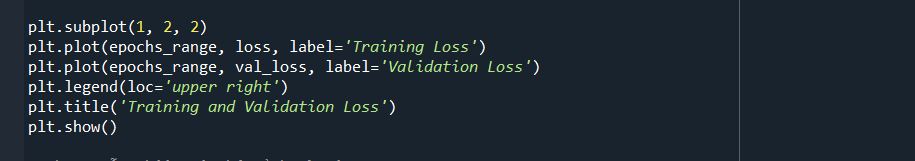 plt.subplot(1, 2, 2)
plt.plot(epochs_range, loss, label='Training Loss')
plt.plot(epochs_range, val_loss, label='Validation Loss')
plt.legend(loc='upper right')
plt.title('Training and Validation Loss')
plt.show()